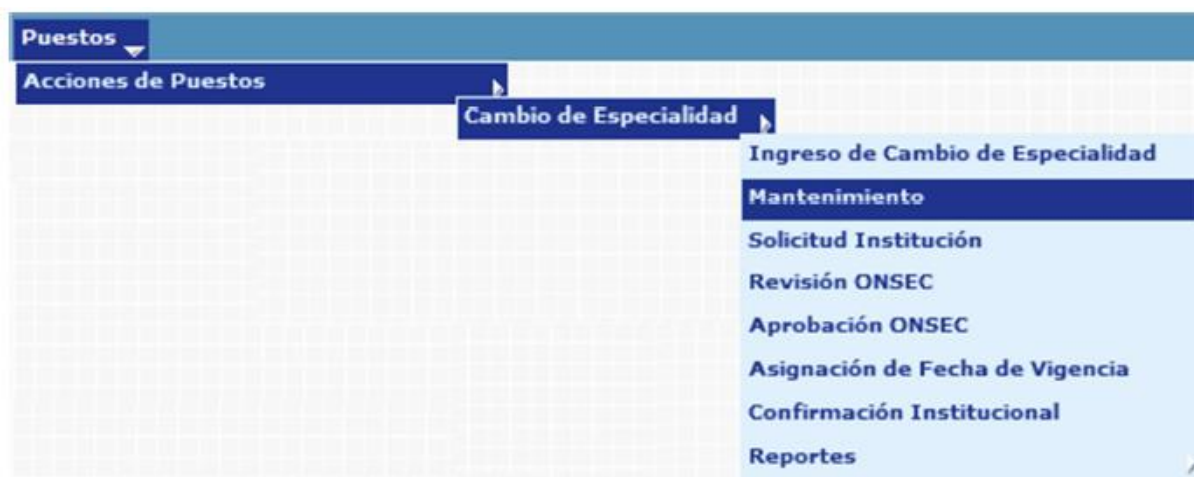 Puestos
Acciones de Puestos
Cambio de Especialidad
Ingreso de Cambio de Especialidad
Mantenimiento
Solicitud Institución
Revisión ONSEC
Aprobación ONSEC
Asignación de Fecha de Vigencia
Confirmación Institucional
Reportes